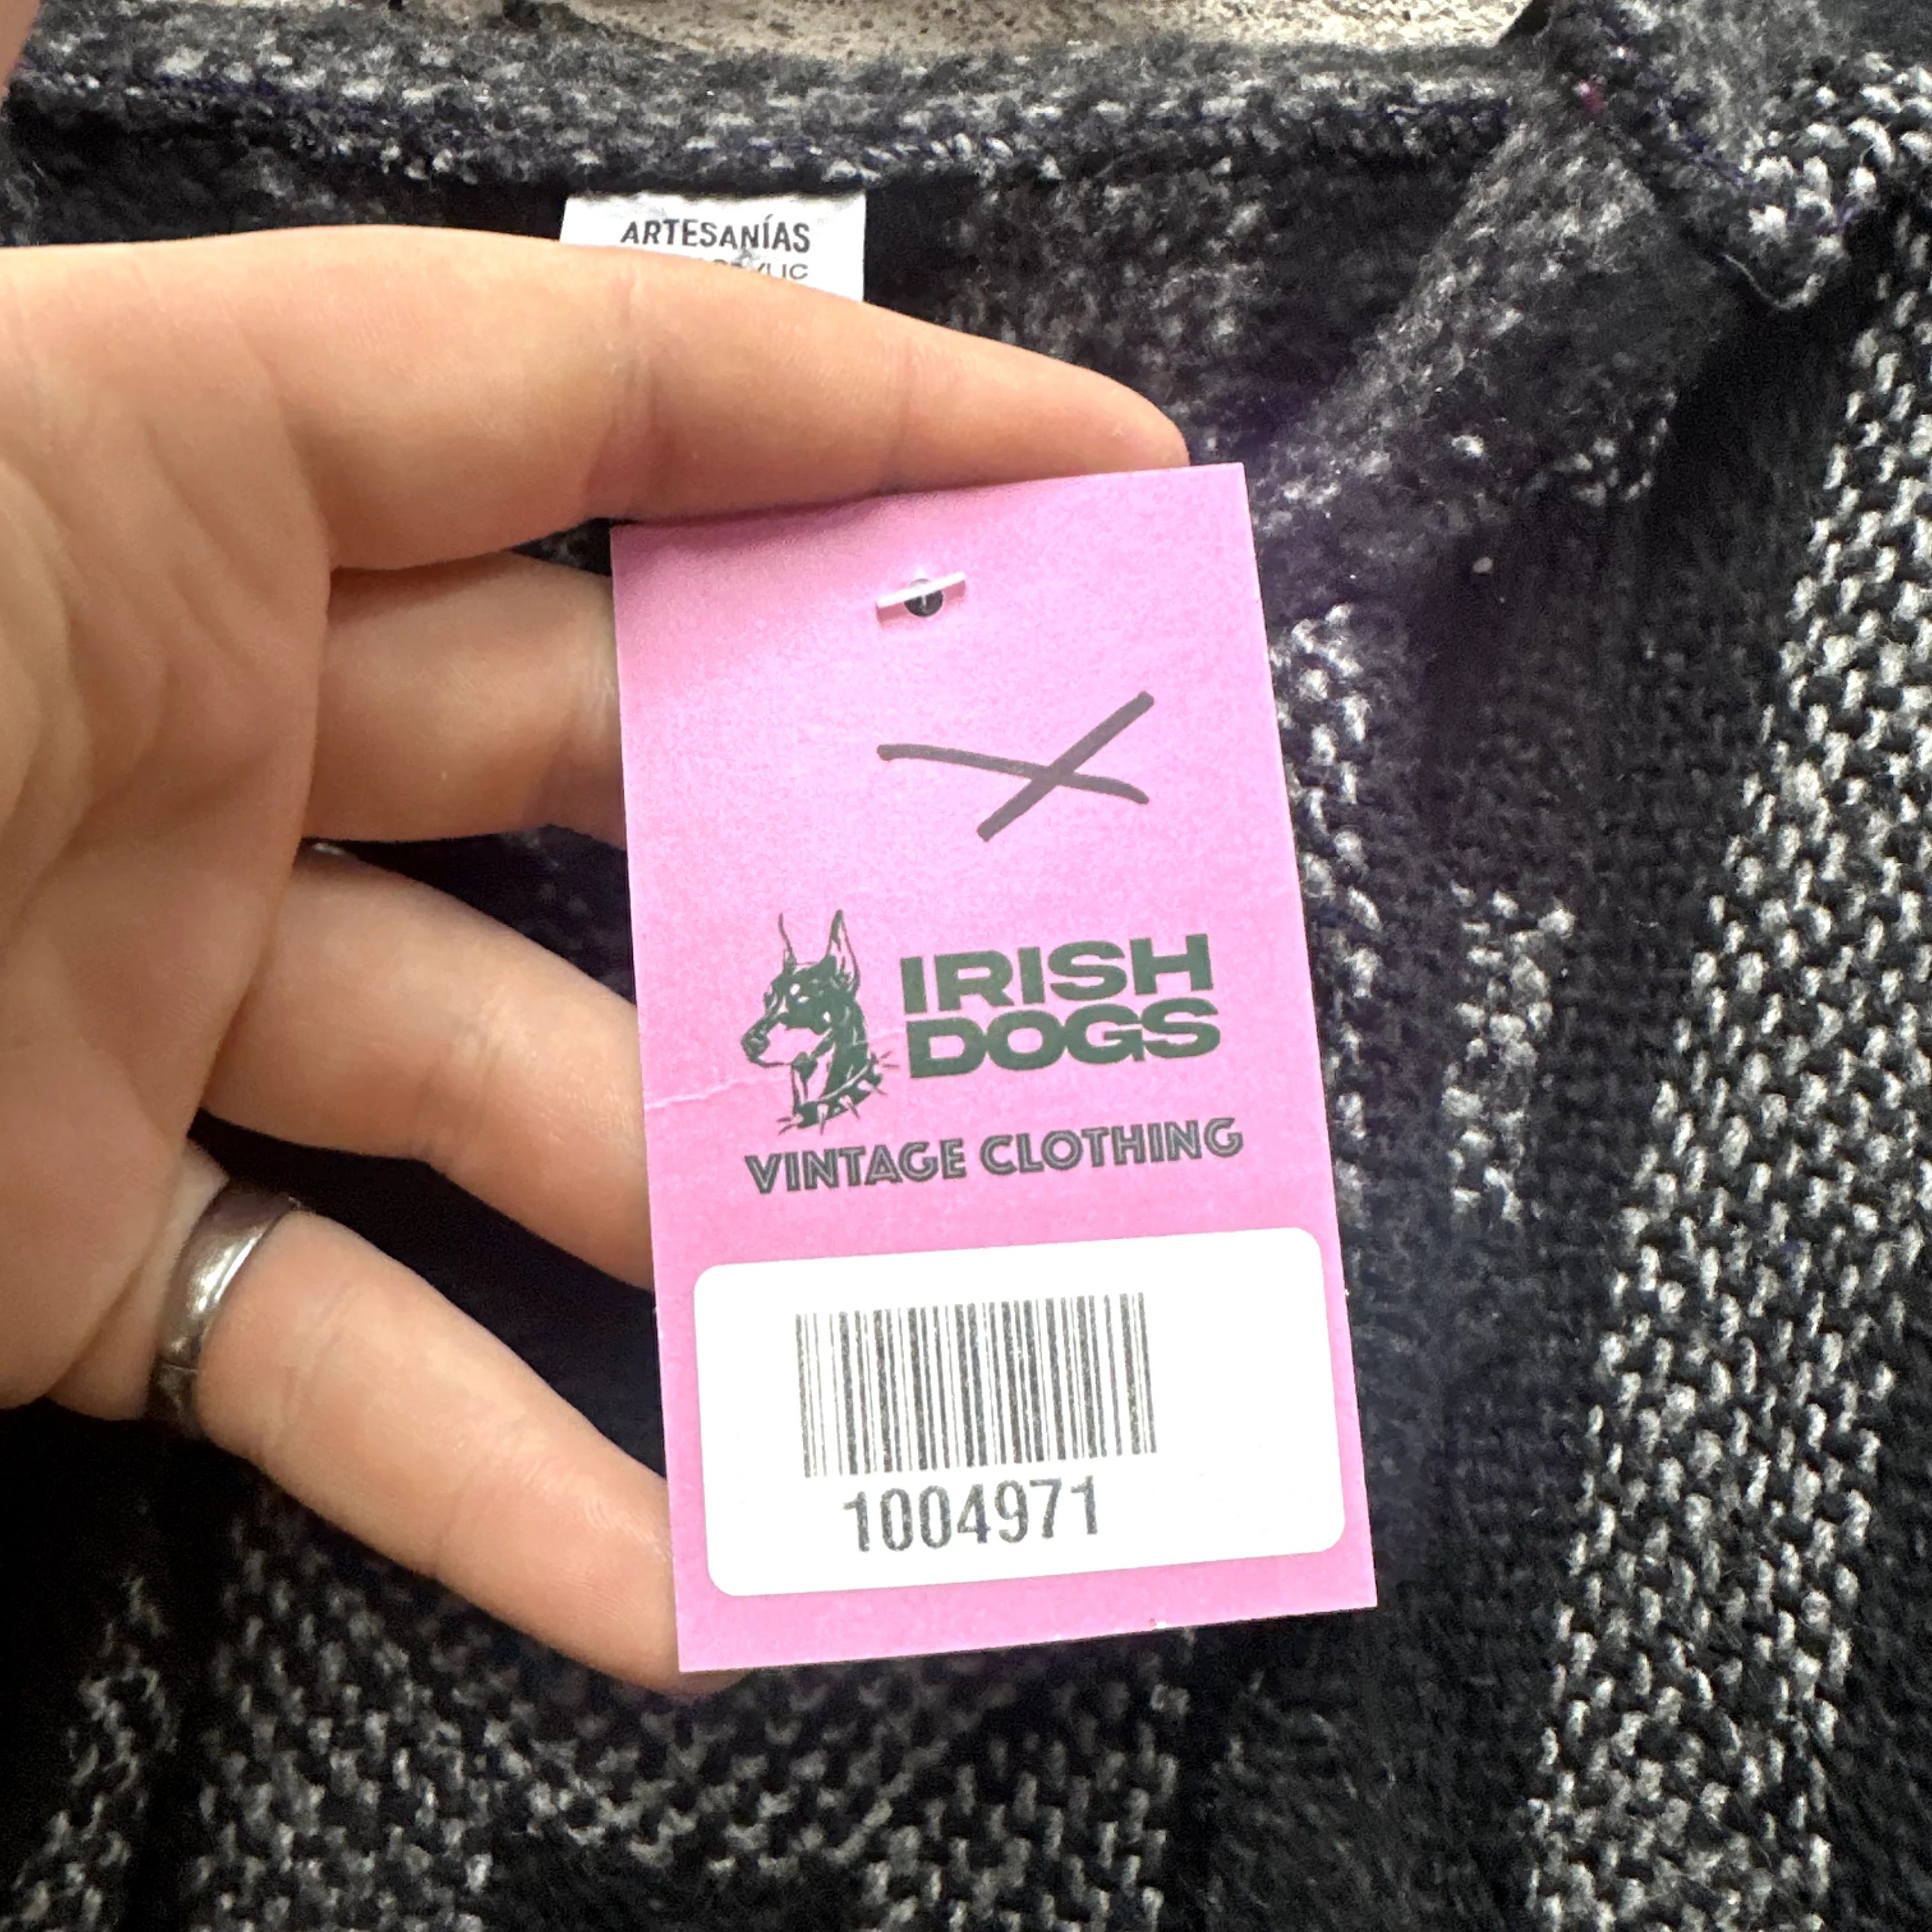 ARTESANÍAS
IRISH
DOGS
VINTAGE CLOTHING
1004971